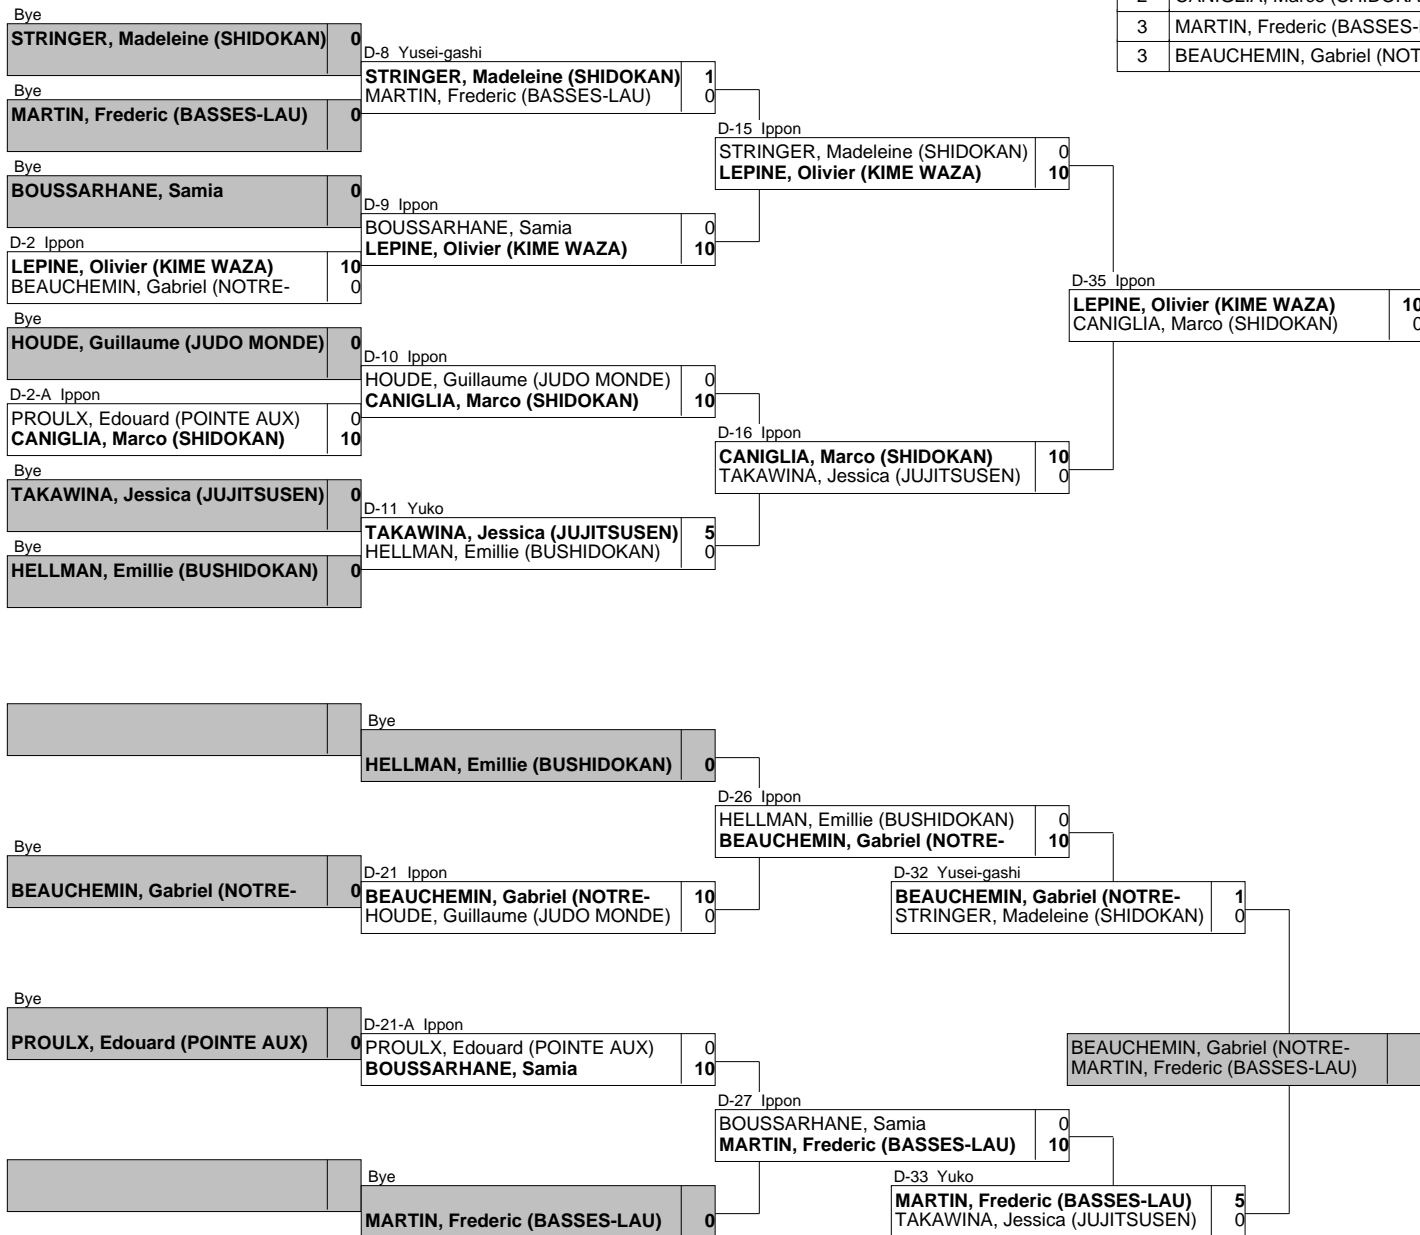 2 CANIGLIA, Marco (SHIDOKAN
3 MARTIN, Frederic (BASSES-
3 BEAUCHEMIN, Gabriel (NOT
Bye
STRINGER, Madeleine (SHIDOKAN) 0
Bye
MARTIN, Frederic (BASSES-LAU) 0
Bye
BOUSSARHANE, Samia 0
D-2 Ippon
LEPINE, Olivier (KIME WAZA) 10
BEAUCHEMIN, Gabriel (NOTRE- 0
Bye
HOUDE, Guillaume (JUDO MONDE) 0
D-2-A Ippon
PROULX, Edouard (POINTE AUX) 0
CANIGLIA, Marco (SHIDOKAN) 10
Bye
TAKAWINA, Jessica (JUJITSUSEN) 0
Bye
HELLMAN, Emillie (BUSHIDOKAN) 0
D-8 Yusei-gashi
STRINGER, Madeleine (SHIDOKAN) 1
MARTIN, Frederic (BASSES-LAU) 0
D-9 Ippon
BOUSSARHANE, Samia 0
LEPINE, Olivier (KIME WAZA) 10
D-10 Ippon
HOUDE, Guillaume (JUDO MONDE) 0
CANIGLIA, Marco (SHIDOKAN) 10
D-11 Yuko
TAKAWINA, Jessica (JUJITSUSEN) 5
HELLMAN, Emillie (BUSHIDOKAN) 0
D-15 Ippon
STRINGER, Madeleine (SHIDOKAN) 0
LEPINE, Olivier (KIME WAZA) 10
D-16 Ippon
CANIGLIA, Marco (SHIDOKAN) 10
TAKAWINA, Jessica (JUJITSUSEN) 0
D-35 Ippon
LEPINE, Olivier (KIME WAZA) 10
CANIGLIA, Marco (SHIDOKAN) 0
Bye
BEAUCHEMIN, Gabriel (NOTRE- 0
Bye
PROULX, Edouard (POINTE AUX) 0
Bye
HELLMAN, Emillie (BUSHIDOKAN) 0
D-21 Ippon
BEAUCHEMIN, Gabriel (NOTRE- 10
HOUDE, Guillaume (JUDO MONDE) 0
D-21-A Ippon
PROULX, Edouard (POINTE AUX) 0
BOUSSARHANE, Samia 10
Bye
MARTIN, Frederic (BASSES-LAU) 0
D-26 Ippon
HELLMAN, Emillie (BUSHIDOKAN) 0
BEAUCHEMIN, Gabriel (NOTRE- 10
D-27 Ippon
BOUSSARHANE, Samia 0
MARTIN, Frederic (BASSES-LAU) 10
D-32 Yusei-gashi
BEAUCHEMIN, Gabriel (NOTRE- 1
STRINGER, Madeleine (SHIDOKAN) 0
D-33 Yuko
MARTIN, Frederic (BASSES-LAU) 5
TAKAWINA, Jessica (JUJITSUSEN) 0
BEAUCHEMIN, Gabriel (NOTRE-
MARTIN, Frederic (BASSES-LAU)